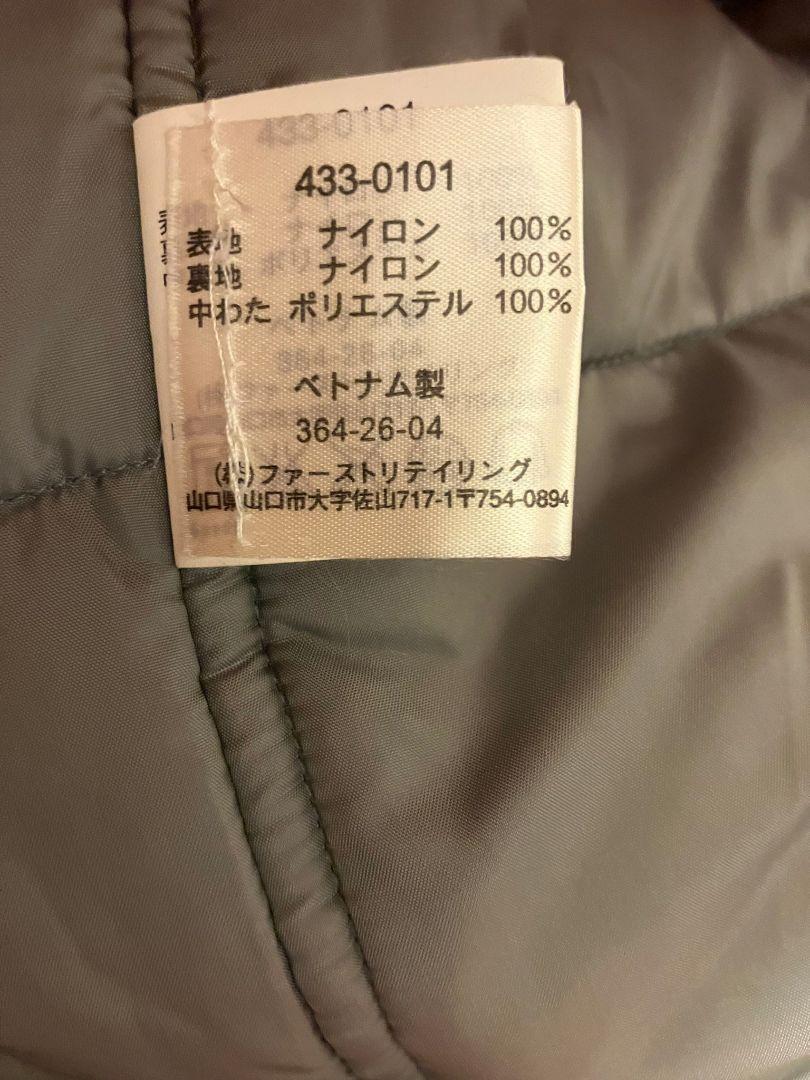 433-0101
433-0101
表地 ナイロン 100%
裏地 ナイロン 100%
中わた ポリエステル 100%
ベトナム製
364-26-04
(株)ファーストリテイリング
山口県山口市大字佐山717-1〒754-0894